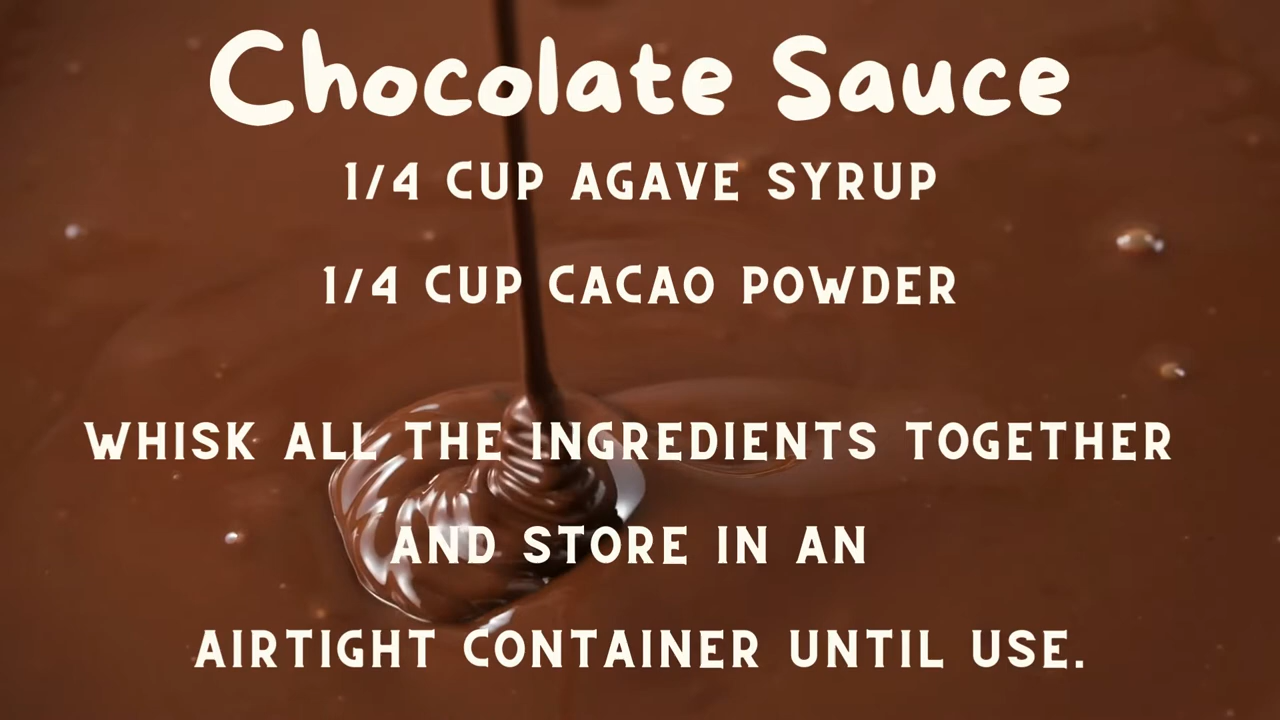 Chocolate Sauce
1/4 CUP AGAVE SYRUP
1/4 CUP CACAO POWDER
WHISK ALL THE INGREDIENTS TOGETHER
AND STORE IN AN
AIRTIGHT CONTAINER UNTIL USE.